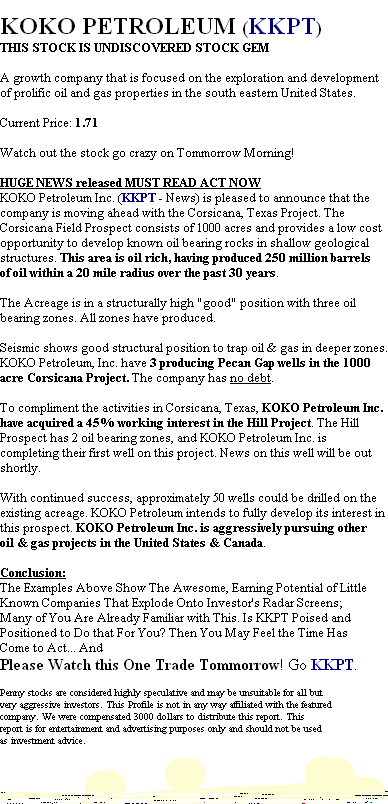 KOKO PETROLEUM (KKPT)
THIS STOCK IS UNDISCOVERED STOCK GEM
A growth company that is focused on the exploration and development
of prolific oil and gas properties in the south eastern United States.
Current Price: 1.71
Watch out the stock go crazy on Tommorrow Morning!
HUGE NEWS released MUST READ ACT NOW
KOKO Petroleum Inc. (KKPT - News) is pleased to announce that the
company is moving ahead with the Corsicana, Texas Project. The
Corsicana Field Prospect consists of 1000 acres and provides a low cost
opportunity to develop known oil bearing rocks in shallow geological
structures. This area is oil rich, having produced 250 million barrels
of oil within a 20 mile radius over the past 30 years.
The Acreage is in a structurally high "good" position with three oil
bearing zones. All zones have produced.
Seismic shows good structural position to trap oil & gas in deeper zones.
KOKO Petroleum, Inc. have 3 producing Pecan Gap wells in the 1000
acre Corsicana Project. The company has no debt.
To compliment the activities in Corsicana, Texas, KOKO Petroleum Inc.
have acquired a 45% working interest in the Hill Project. The Hill
Prospect has 2 oil bearing zones, and KOKO Petroleum Inc. is
completing their first well on this project. News on this well will be out
shortly.
With continued success, approximately 50 wells could be drilled on the
existing acreage. KOKO Petroleum intends to fully develop its interest in
this prospect. KOKO Petroleum Inc. is aggressively pursuing other
oil & gas projects in the United States & Canada.
Conclusion:
The Examples Above Show The Awesome, Earning Potential of Little
Known Companies That Explode Onto Investor's Radar Screens;
Many of You Are Already Familiar with This. Is KKPT Poised and
Positioned to Do that For You? Then You May Feel the Time Has
Come to Act... And
Please Watch this One Trade Tommorrow! Go KKPT.
Penny stocks are considered highly speculative and may be unsuitable for all but
very aggressive investors. This Profile is not in any way affiliated with the featured
company. We were compensated 3000 dollars to distribute this report. This
report is for entertainment and advertising purposes only and should not be used
as investment advice.